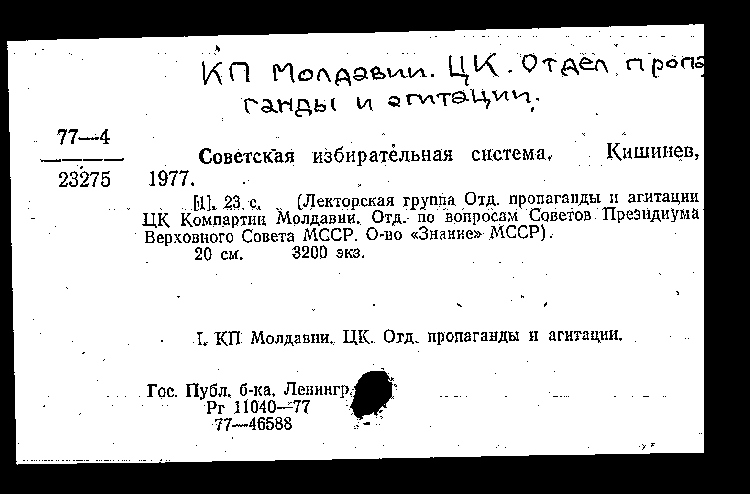 КП Молдавии. ЦК. Отдел пропа
ганды и агитации.
77—4
23275
Советская избирательная система. Кишинев,
1977.
[1], 23 с. (Лекторская группа Отд. пропаганды и агитации
ЦК Компартии Молдавии. Отд. по вопросам Советов Президиума
Верховного Совета МССР. О-во «Знание» МССР).
20 см. 3200 экз.
I. КП Молдавии. ЦК. Отд. пропаганды и агитации.
Гос. Публ. б-ка, Ленингр.
Рг 11040—77
77—46588